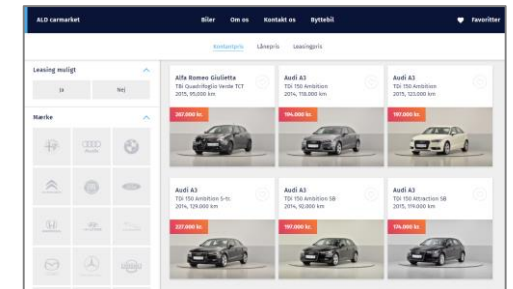 ALD carmarket
Biler Om os Kontakt os Byttebil Favoritter
Kontantpris Lånepris Leasingpris
Leasing muligt
Ja Nej
Mærke
Alfa Romeo Giulietta
TBi Quadrifoglio Verde TCT
2015, 95.000 km
267.000 kr.
Audi A3
TDI 150 Ambition
2014, 118.000 km
194.000 kr.
Audi A3
TDI 150 Ambition
2015, 123.000 km
197.000 kr.
Audi A3
TDI 150 Ambition S-tr.
2014, 129.000 km
227.000 kr.
Audi A3
TDI 150 Ambition SB
2014, 92.000 km
197.000 kr.
Audi A3
TDI 150 Attraction SB
2015, 119.000 km
174.000 kr.